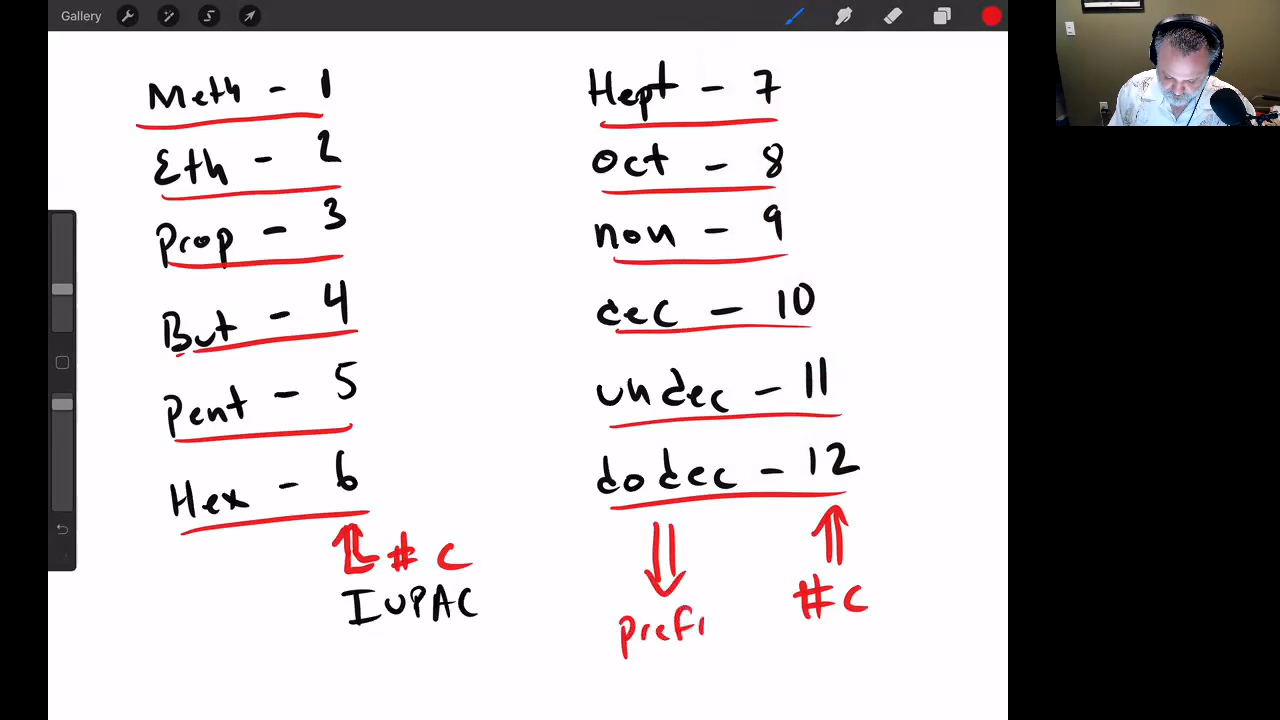 Gallery
Meth - 1
Eth - 2
Prop - 3
But - 4
Pent - 5
Hex - 6
# C
IUPAC
Hept - 7
Oct - 8
non - 9
dec - 10
undec - 11
dodec - 12
prefi
# C